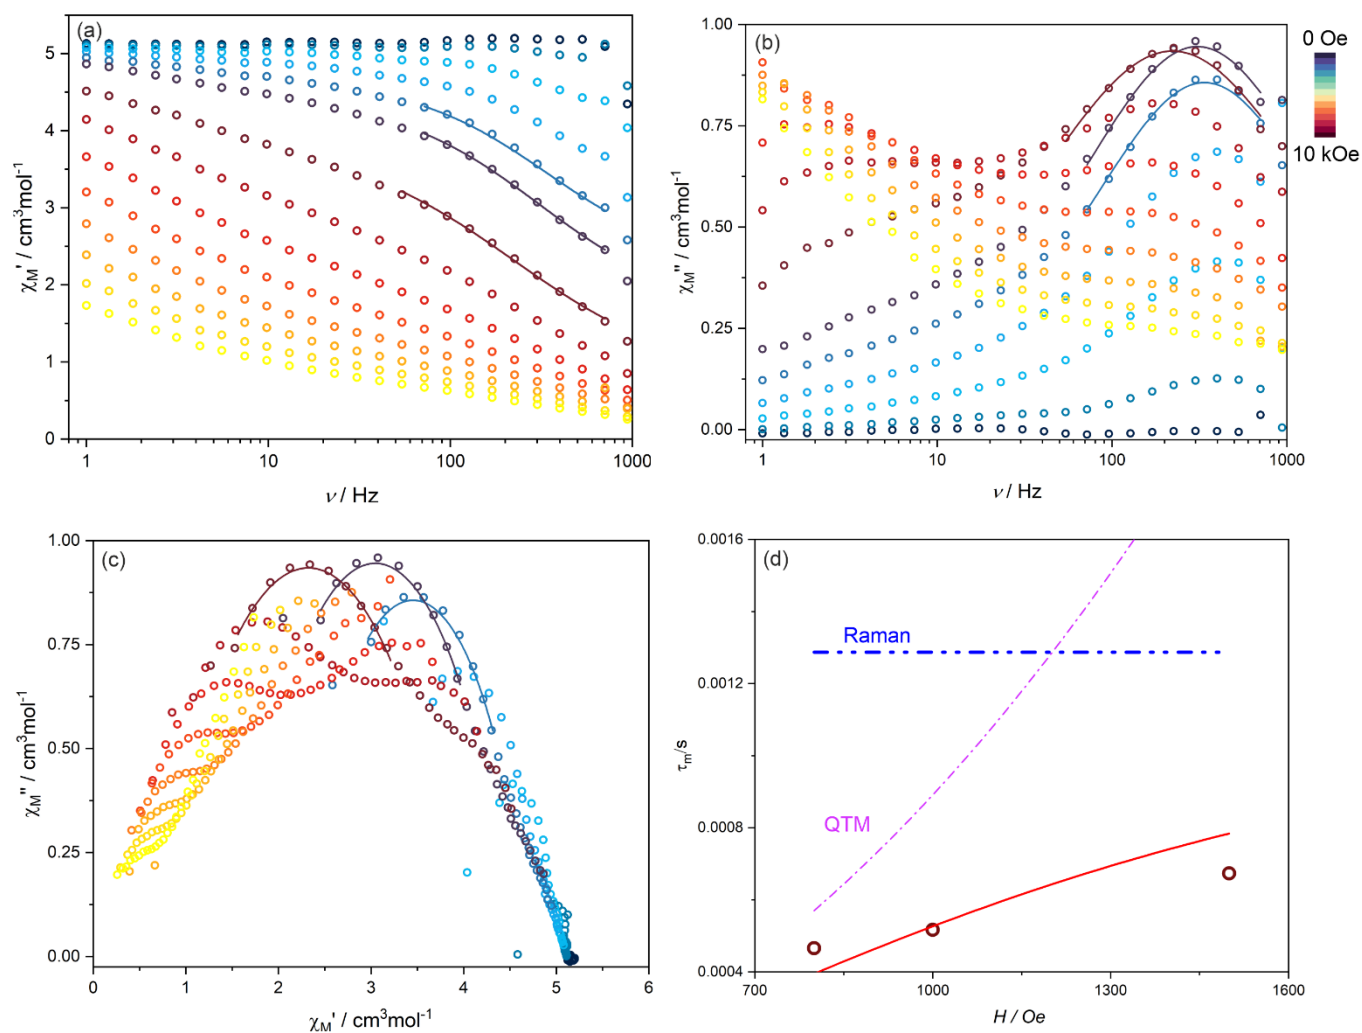 (a)
5
4
3
2
1
0
χM' / cm³mol⁻¹
1
10
100
1000
ν / Hz
(b)
1.00
0.75
0.50
0.25
0.00
χM'' / cm³mol⁻¹
1
10
100
1000
ν / Hz
0 Oe
10 kOe
(c)
1.00
0.75
0.50
0.25
0.00
χM'' / cm³mol⁻¹
0
1
2
3
4
5
6
χM' / cm³mol⁻¹
(d)
0.0016
0.0012
0.0008
0.0004
τm/s
Raman
QTM
700
1000
1300
1600
H / Oe